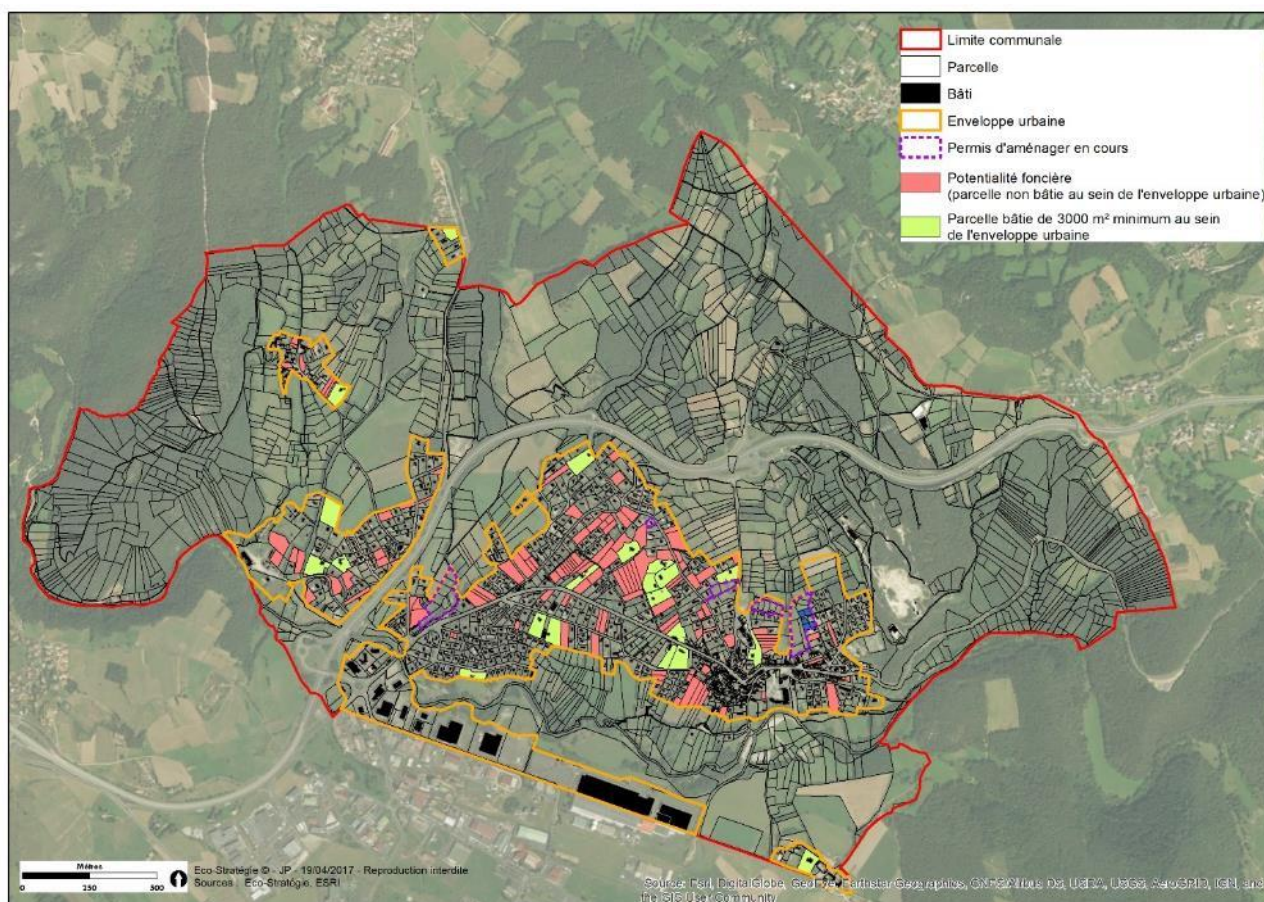 Limite communale
Parcelle
Bâti
Enveloppe urbaine
Permis d'aménager en cours
Potentialité foncière
(parcelle non bâtie au sein de l'enveloppe urbaine)
Parcelle bâtie de 3000 m² minimum au sein
de l'enveloppe urbaine
Mètres
0 250 500
Eco-Stratégie © - JP - 19/04/2017 - Reproduction interdite
Sources : Eco-Stratégie, ESRI
Source: Esri, DigitalGlobe, GeoEye, Earthstar Geographics, CNES/Airbus DS, USDA, USGS, AeroGRID, IGN, and
the GIS User Community